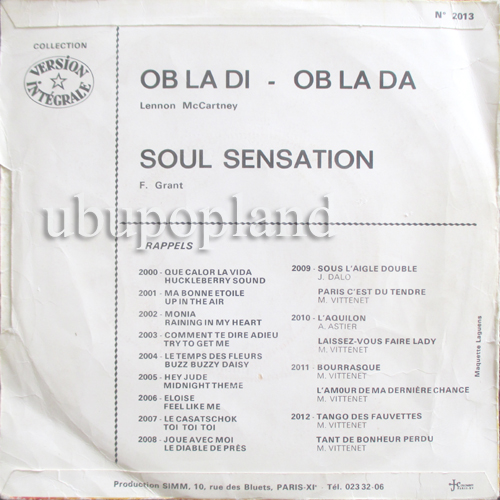 N° 2013
COLLECTION
VERSION
INTÉGRALE
OB LA DI - OB LA DA
Lennon McCartney
SOUL SENSATION
F. Grant
ubupopland
RAPPELS
2000 - QUE CALOR LA VIDA
HUCKLEBERRY SOUND
2001 - MA BONNE ETOILE
UP IN THE AIR
2002 - MONIA
RAINING IN MY HEART
2003 - COMMENT TE DIRE ADIEU
TRY TO GET ME
2004 - LE TEMPS DES FLEURS
BUZZ BUZZY DAISY
2005 - HEY JUDE
MIDNIGHT THEME
2006 - ELOISE
FEEL LIKE ME
2007 - LE CASATSCHOK
TOI TOI TOI
2008 - JOUE AVEC MOI
LE DIABLE DE PRÈS
2009 - SOUS L'AIGLE DOUBLE
J. DALO
PARIS C'EST DU TENDRE
M. VITTENET
2010 - L'AQUILON
A. ASTIER
LAISSEZ-VOUS FAIRE LADY
M. VITTENET
2011 - BOURRASQUE
M. VITTENET
L'AMOUR DE MA DERNIÈRE CHANCE
M. VITTENET
2012 - TANGO DES FAUVETTES
M. VITTENET
TANT DE BONHEUR PERDU
M. VITTENET
Maquette Laguens
Production SIMM, 10, rue des Bluets, PARIS-XIe - Tél. 023 32-06